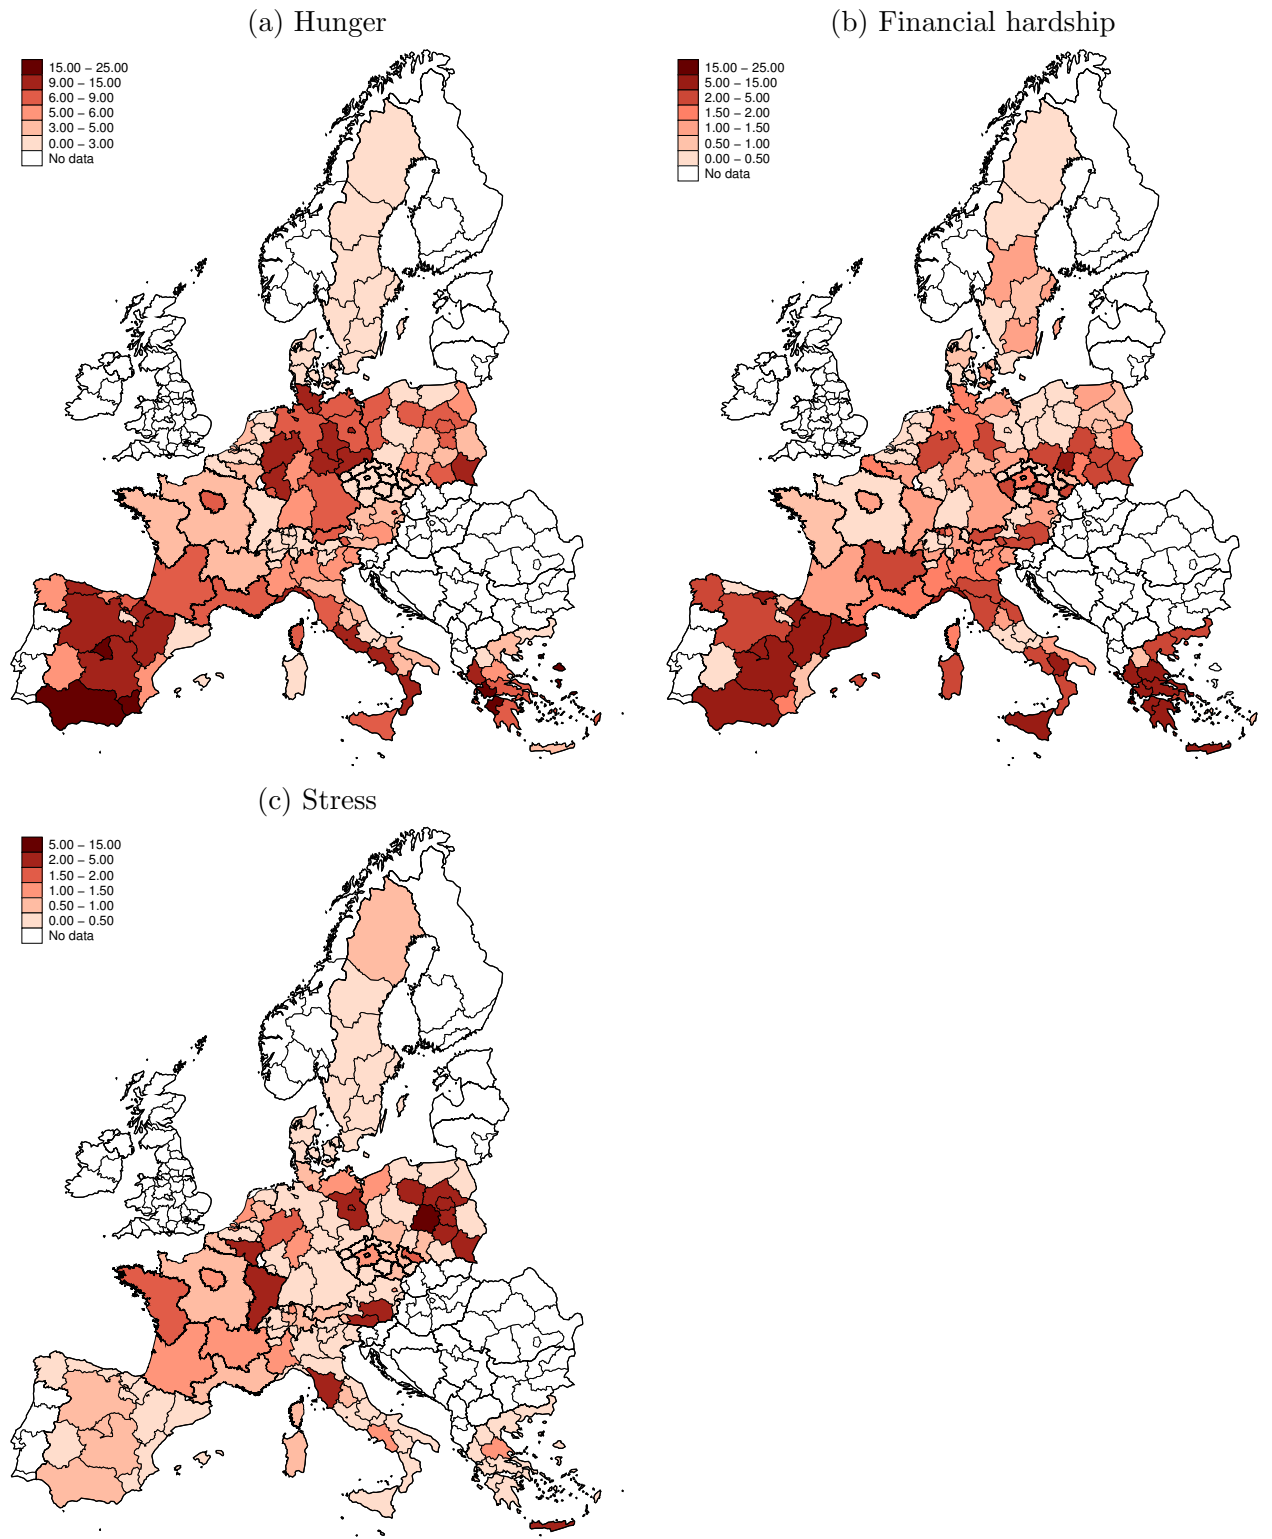 (a) Hunger
15.00 – 25.00
9.00 – 15.00
6.00 – 9.00
5.00 – 6.00
3.00 – 5.00
0.00 – 3.00
No data
(b) Financial hardship
15.00 – 25.00
5.00 – 15.00
2.00 – 5.00
1.50 – 2.00
1.00 – 1.50
0.50 – 1.00
0.00 – 0.50
No data
(c) Stress
5.00 – 15.00
2.00 – 5.00
1.50 – 2.00
1.00 – 1.50
0.50 – 1.00
0.00 – 0.50
No data